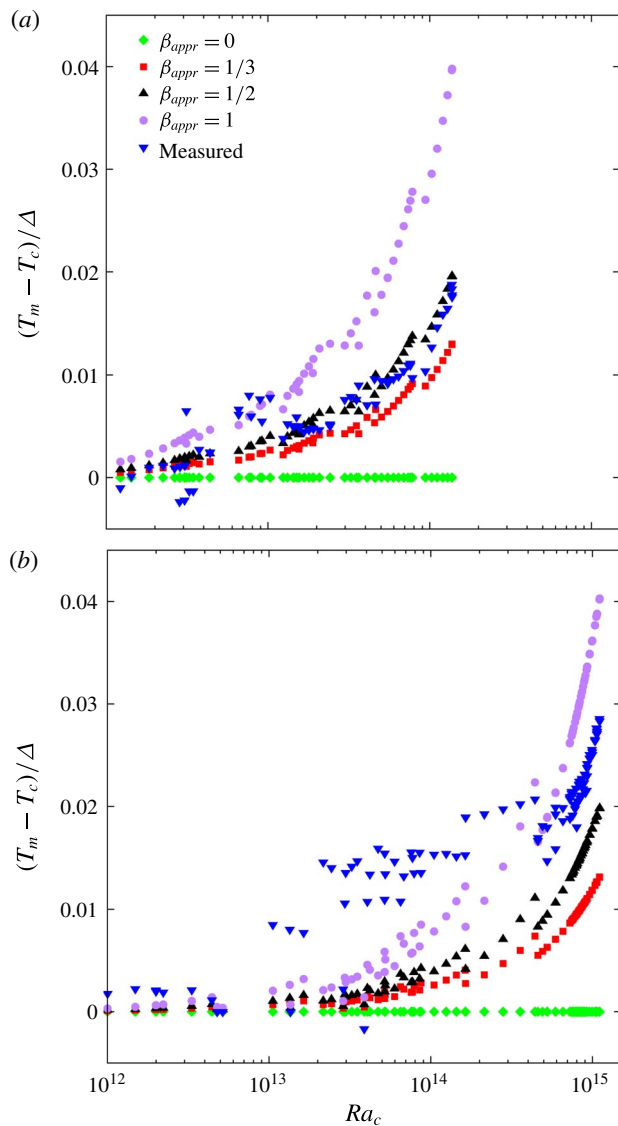 (a)
0.04
0.03
0.02
0.01
0
(T_m − T_c)/Δ
β_appr = 0
β_appr = 1/3
β_appr = 1/2
β_appr = 1
Measured
(b)
0.04
0.03
0.02
0.01
0
(T_m − T_c)/Δ
10^12 10^13 10^14 10^15
Ra_c